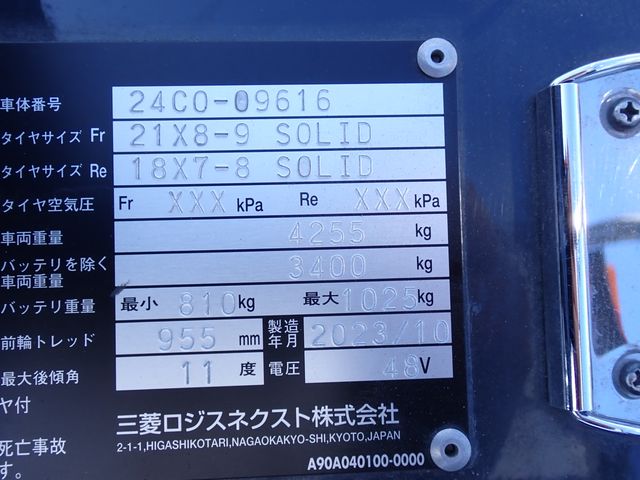 車体番号 24C0-09616
タイヤサイズ Fr 21X8-9 SOLID
タイヤサイズ Re 18X7-8 SOLID
タイヤ空気圧 Fr XXX kPa Re XXX kPa
車両重量 4255 kg
バッテリを除く
車両重量 3400 kg
バッテリ重量 最小 810 kg 最大 1025 kg
前輪トレッド 955 mm 製造年月 2023/10
最大後傾角 11 度 電圧 48 V
ヤ付
三菱ロジスネクスト株式会社
死亡事故 2-1-1,HIGASHIKOTARI,NAGAOKAKYO-SHI,KYOTO,JAPAN
す。 A90A040100-0000